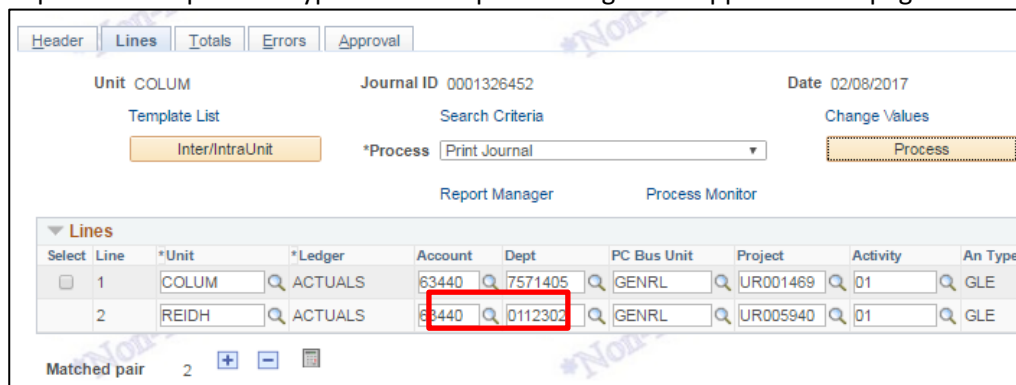 Header Lines Totals Errors Approval
Unit COLUM Journal ID 0001326452 Date 02/08/2017
Template List Search Criteria Change Values
Inter/IntraUnit *Process Print Journal Process
Report Manager Process Monitor
Lines
Select Line *Unit *Ledger Account Dept PC Bus Unit Project Activity An Type
1 COLUM ACTUALS 63440 7571405 GENRL UR001469 01 GLE
2 REIDH ACTUALS 63440 0112302 GENRL UR005940 01 GLE
Matched pair 2